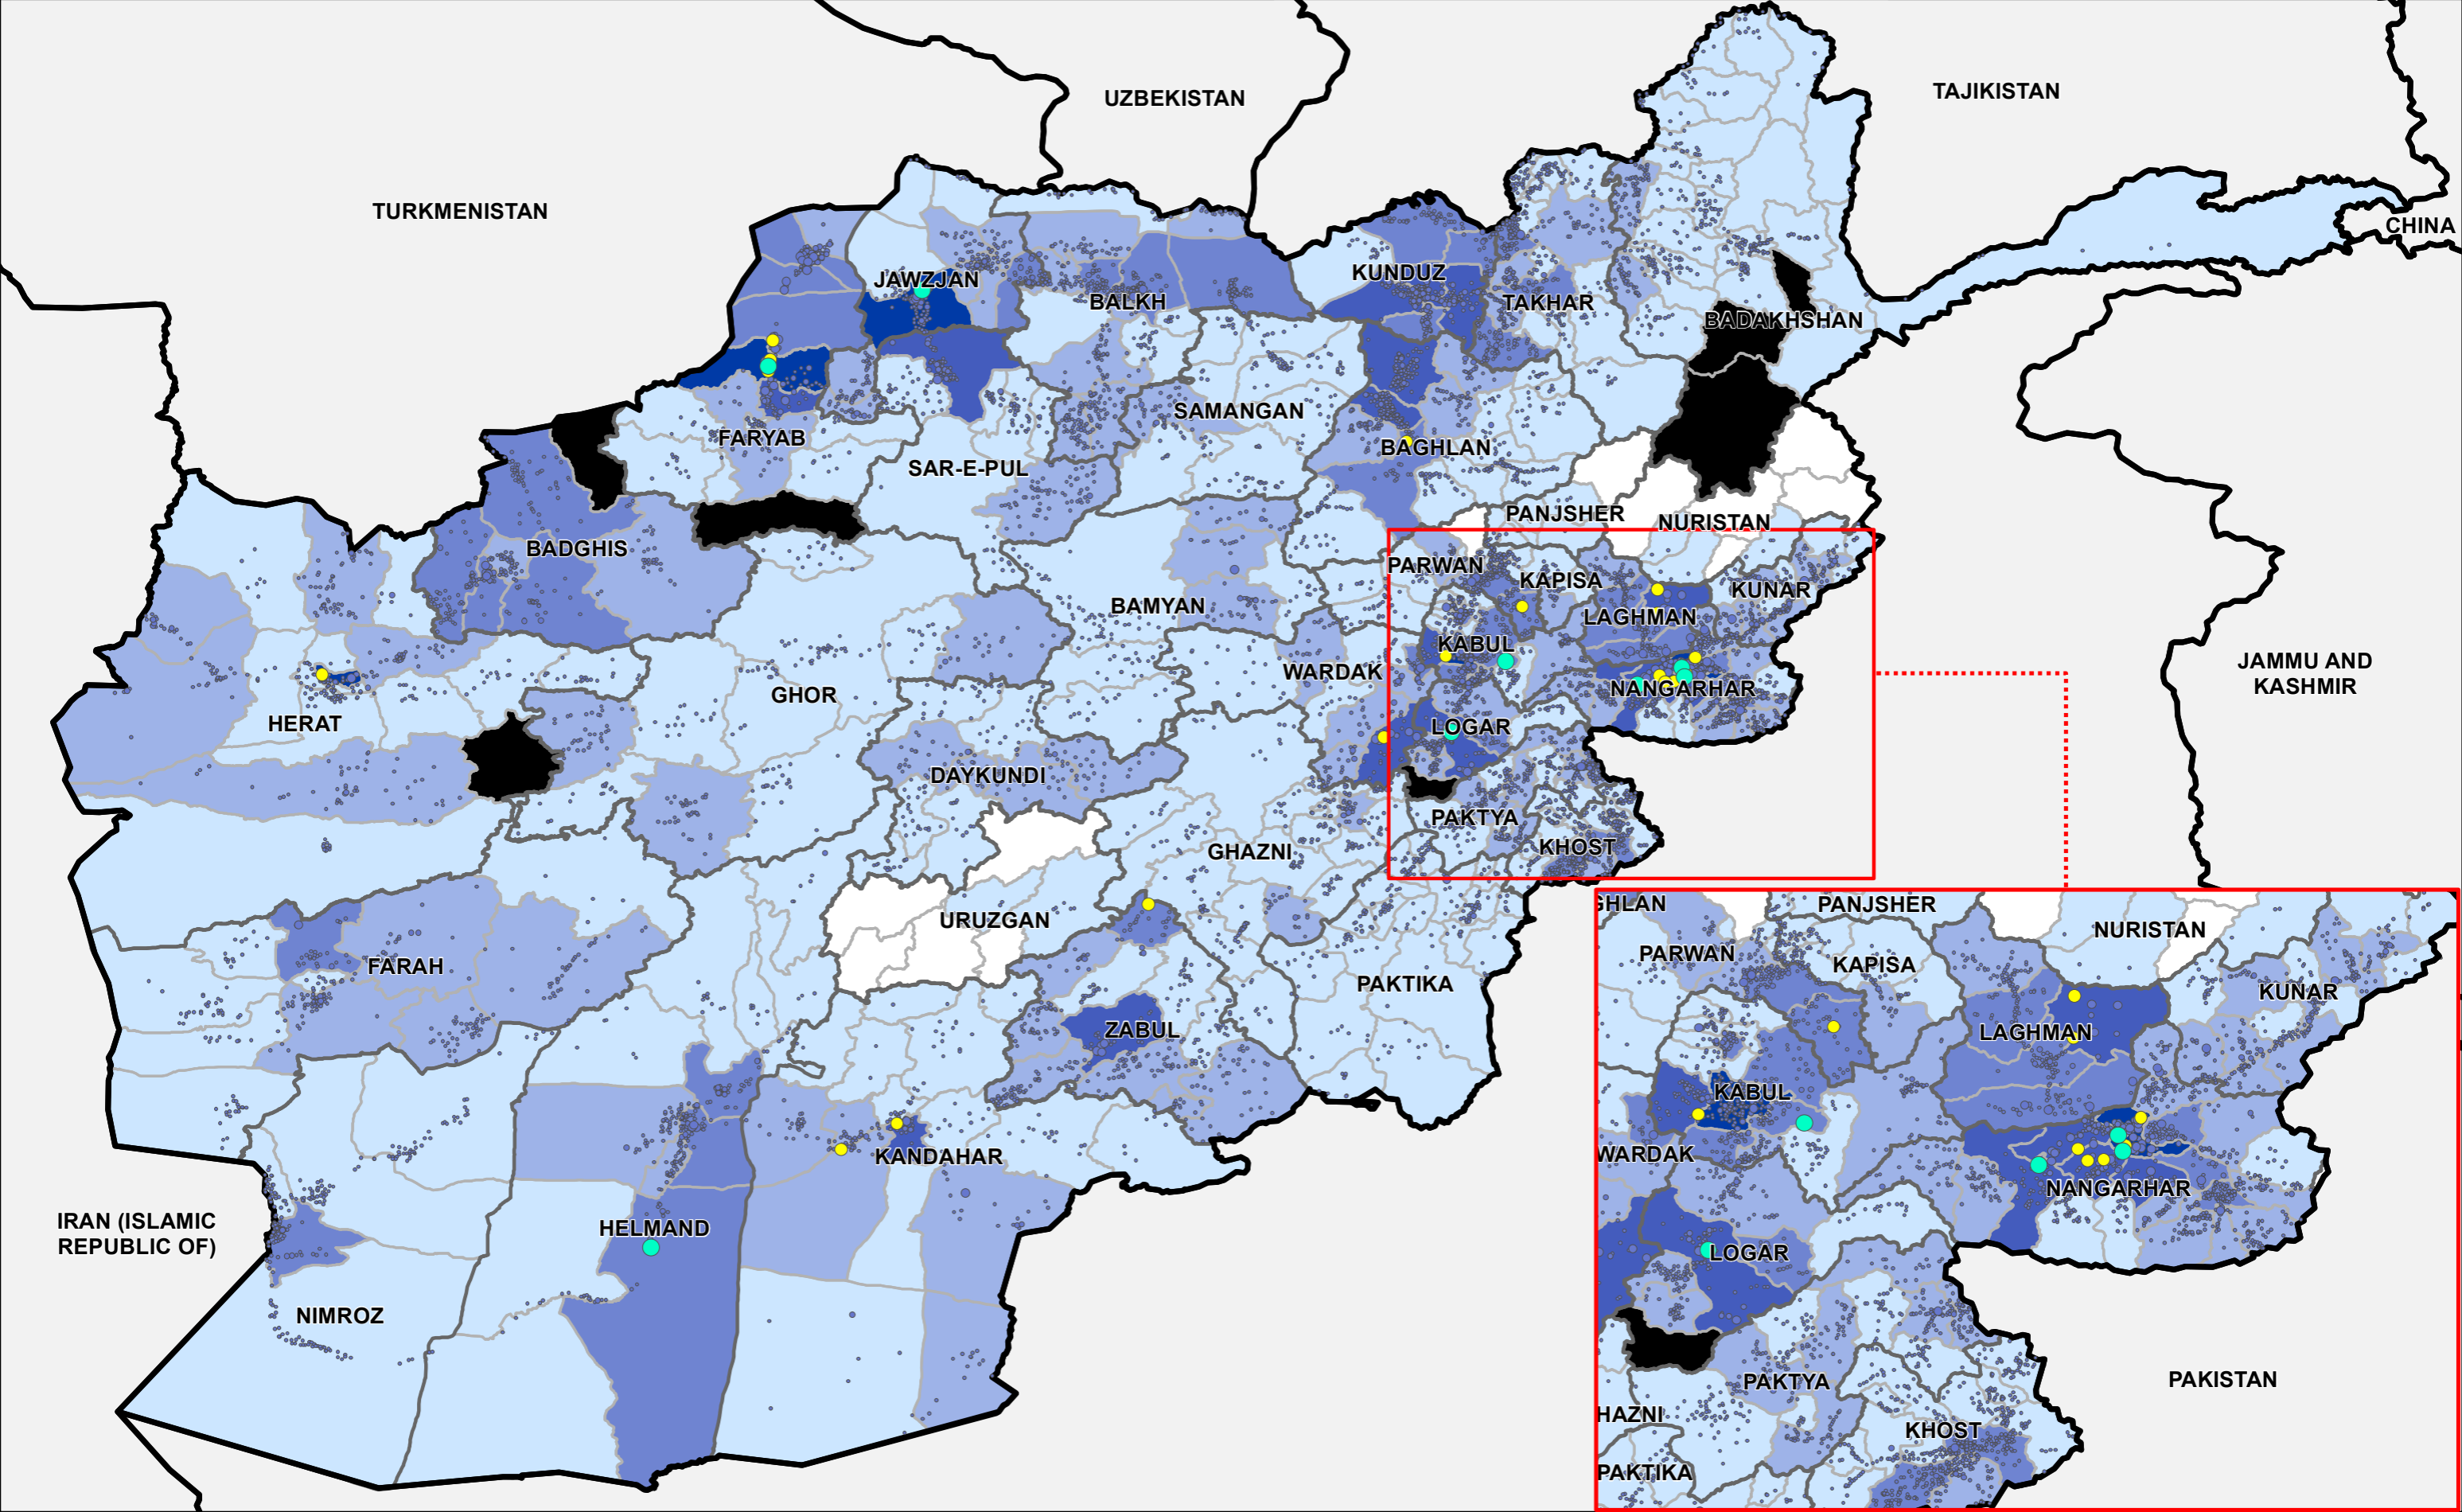 UZBEKISTAN
TAJIKISTAN
TURKMENISTAN
CHINA
JAWZJAN
BALKH
KUNDUZ
TAKHAR
BADAKHSHAN
SAMANGAN
FARYAB
BAGHLAN
SAR-E-PUL
PANJSHER
NURISTAN
BADGHIS
PARWAN
KAPISA
KUNAR
BAMYAN
LAGHMAN
KABUL
WARDAK
JAMMU AND
KASHMIR
NANGARHAR
GHOR
HERAT
LOGAR
DAYKUNDI
PAKTYA
KHOST
GHAZNI
URUZGAN
FARAH
PAKTIKA
ZABUL
KANDAHAR
IRAN (ISLAMIC
REPUBLIC OF)
HELMAND
NIMROZ
GHLAN
PANJSHER
NURISTAN
PARWAN
KAPISA
KUNAR
LAGHMAN
KABUL
WARDAK
NANGARHAR
LOGAR
PAKTYA
PAKISTAN
HAZNI
KHOST
PAKTIKA